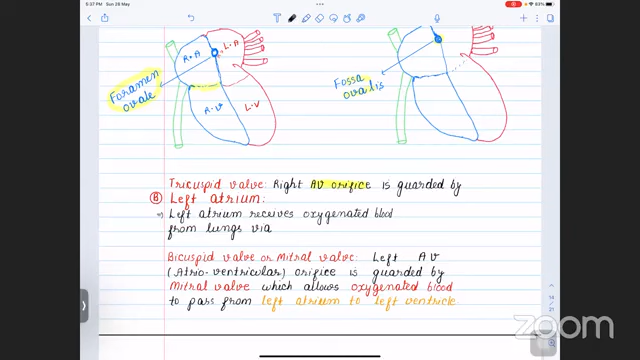 5:37 PM Sun 28 May
83%
R.A
L.A
R.V
L.V
Foramen
ovale
Fossa
ovalis
Tricuspid valve: Right AV orifice is guarded by
B Left Atrium:
⇒ Left atrium receives oxygenated blood
from lungs via
Bicuspid valve or Mitral valve: Left AV
(Atrio-ventricular) orifice is guarded by
Mitral valve which allows oxygenated blood
to pass from left atrium to left ventricle.
zoom